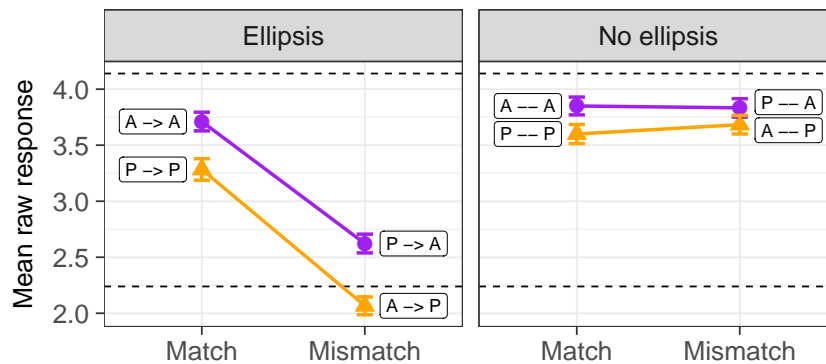 Ellipsis
No ellipsis
Mean raw response
4.0
3.5
3.0
2.5
2.0
A −> A
P −> P
P −> A
A −> P
A −− A
P −− P
P −− A
A −− P
Match
Mismatch
Match
Mismatch